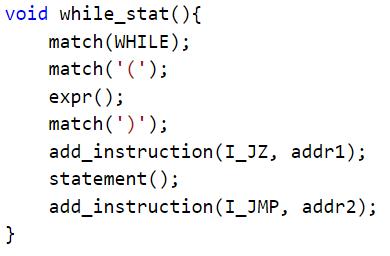 void while_stat(){
    match(WHILE);
    match('(');
    expr();
    match(')');
    add_instruction(I_JZ, addr1);
    statement();
    add_instruction(I_JMP, addr2);
}